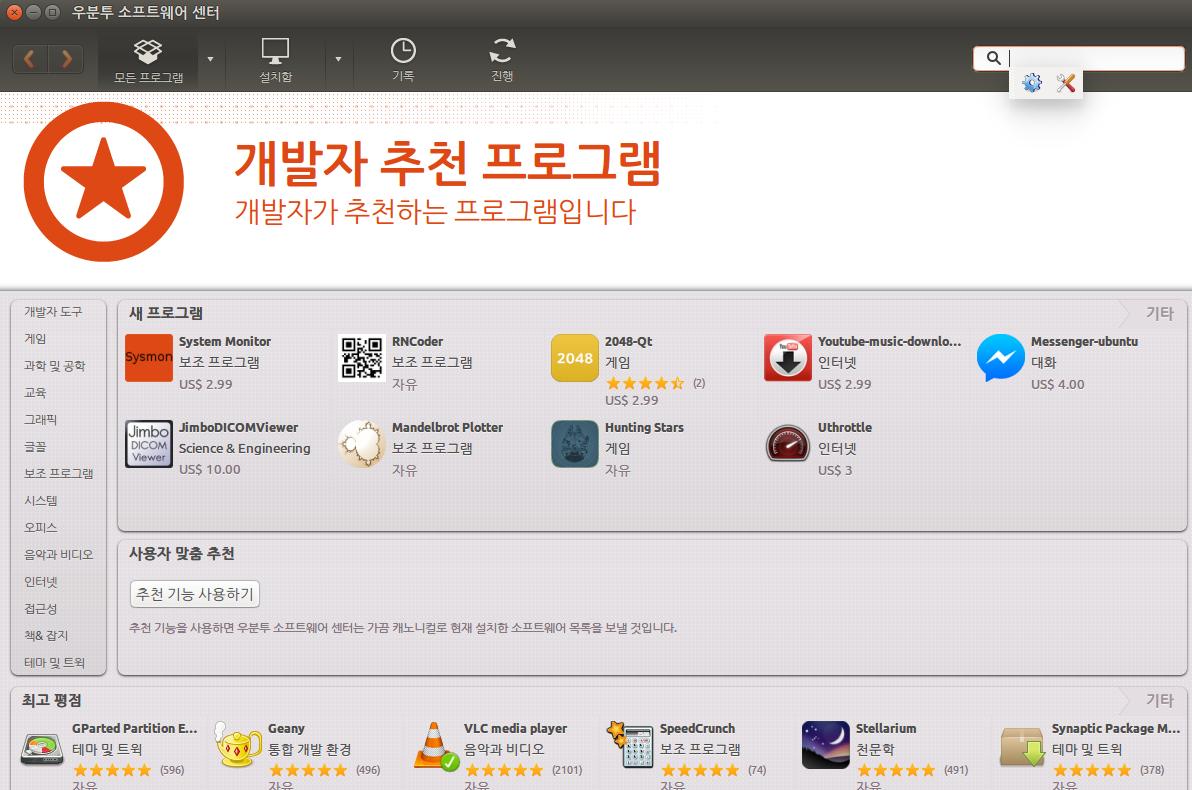 우분투 소프트웨어 센터
모든 프로그램
설치함
기록
진행
개발자 추천 프로그램
개발자가 추천하는 프로그램입니다
개발자 도구
게임
과학 및 공학
교육
그래픽
글꼴
보조 프로그램
시스템
오피스
음악과 비디오
인터넷
접근성
책& 잡지
테마 및 트윅
새 프로그램
기타
Sysmon
System Monitor
보조 프로그램
US$ 2.99
RNCoder
보조 프로그램
자유
2048
2048-Qt
게임
(2)
US$ 2.99
You Tube
Youtube-music-downlo...
인터넷
US$ 2.99
Messenger-ubuntu
대화
US$ 4.00
Jimbo
DICOM
Viewer
JimboDICOMViewer
Science & Engineering
US$ 10.00
Mandelbrot Plotter
보조 프로그램
자유
Hunting Stars
게임
자유
Uthrottle
인터넷
US$ 3
사용자 맞춤 추천
추천 기능 사용하기
추천 기능을 사용하면 우분투 소프트웨어 센터는 가끔 캐노니컬로 현재 설치한 소프트웨어 목록을 보낼 것입니다.
최고 평점
기타
GParted Partition E...
테마 및 트윅
(596)
자유
Geany
통합 개발 환경
(496)
자유
VLC media player
음악과 비디오
(2101)
자유
SpeedCrunch
보조 프로그램
(74)
자유
Stellarium
천문학
(491)
자유
Synaptic Package M...
테마 및 트윅
(378)
자유